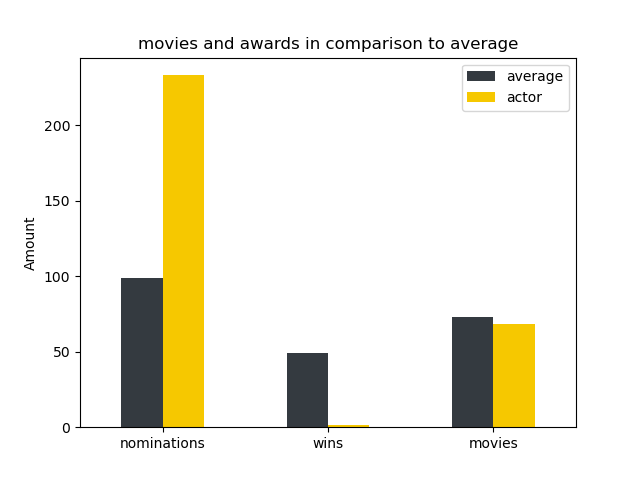 movies and awards in comparison to average
average
actor
Amount
200
150
100
50
0
nominations
wins
movies